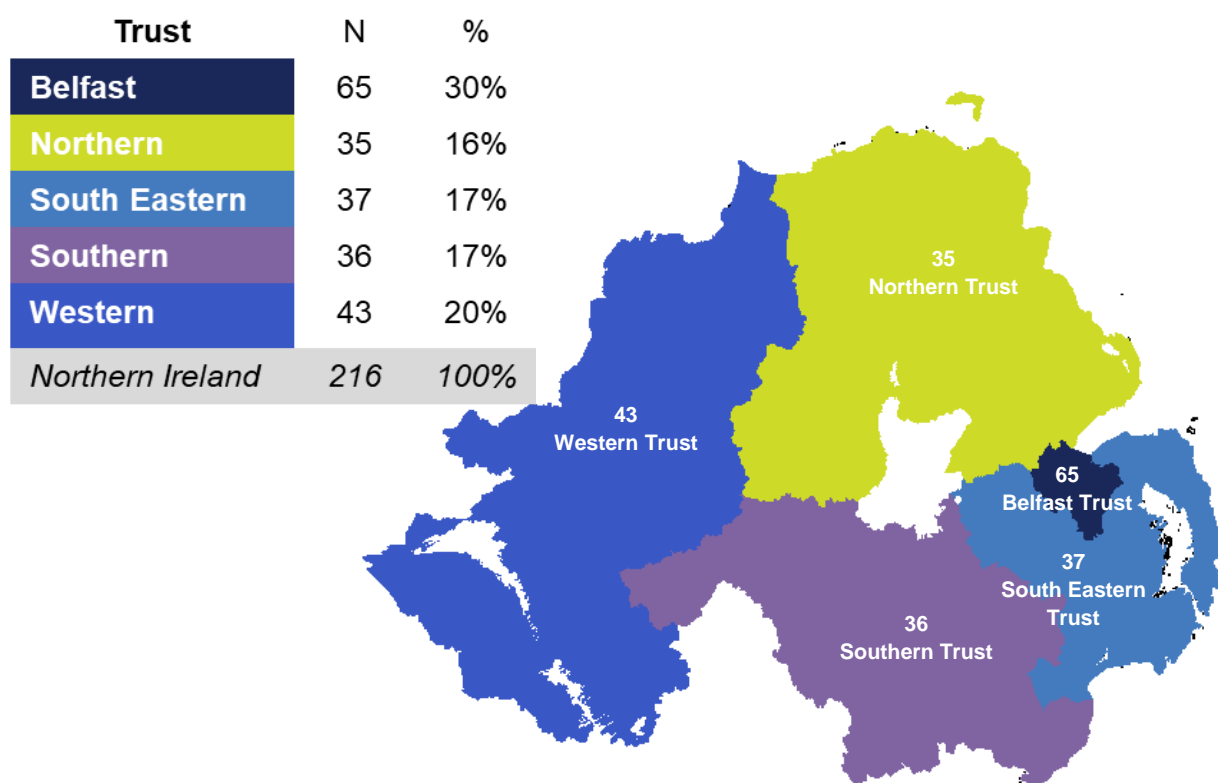 Trust N %
Belfast 65 30%
Northern 35 16%
South Eastern 37 17%
Southern 36 17%
Western 43 20%
Northern Ireland 216 100%
35
Northern Trust
43
Western Trust
65
Belfast Trust
37
South Eastern
Trust
36
Southern Trust